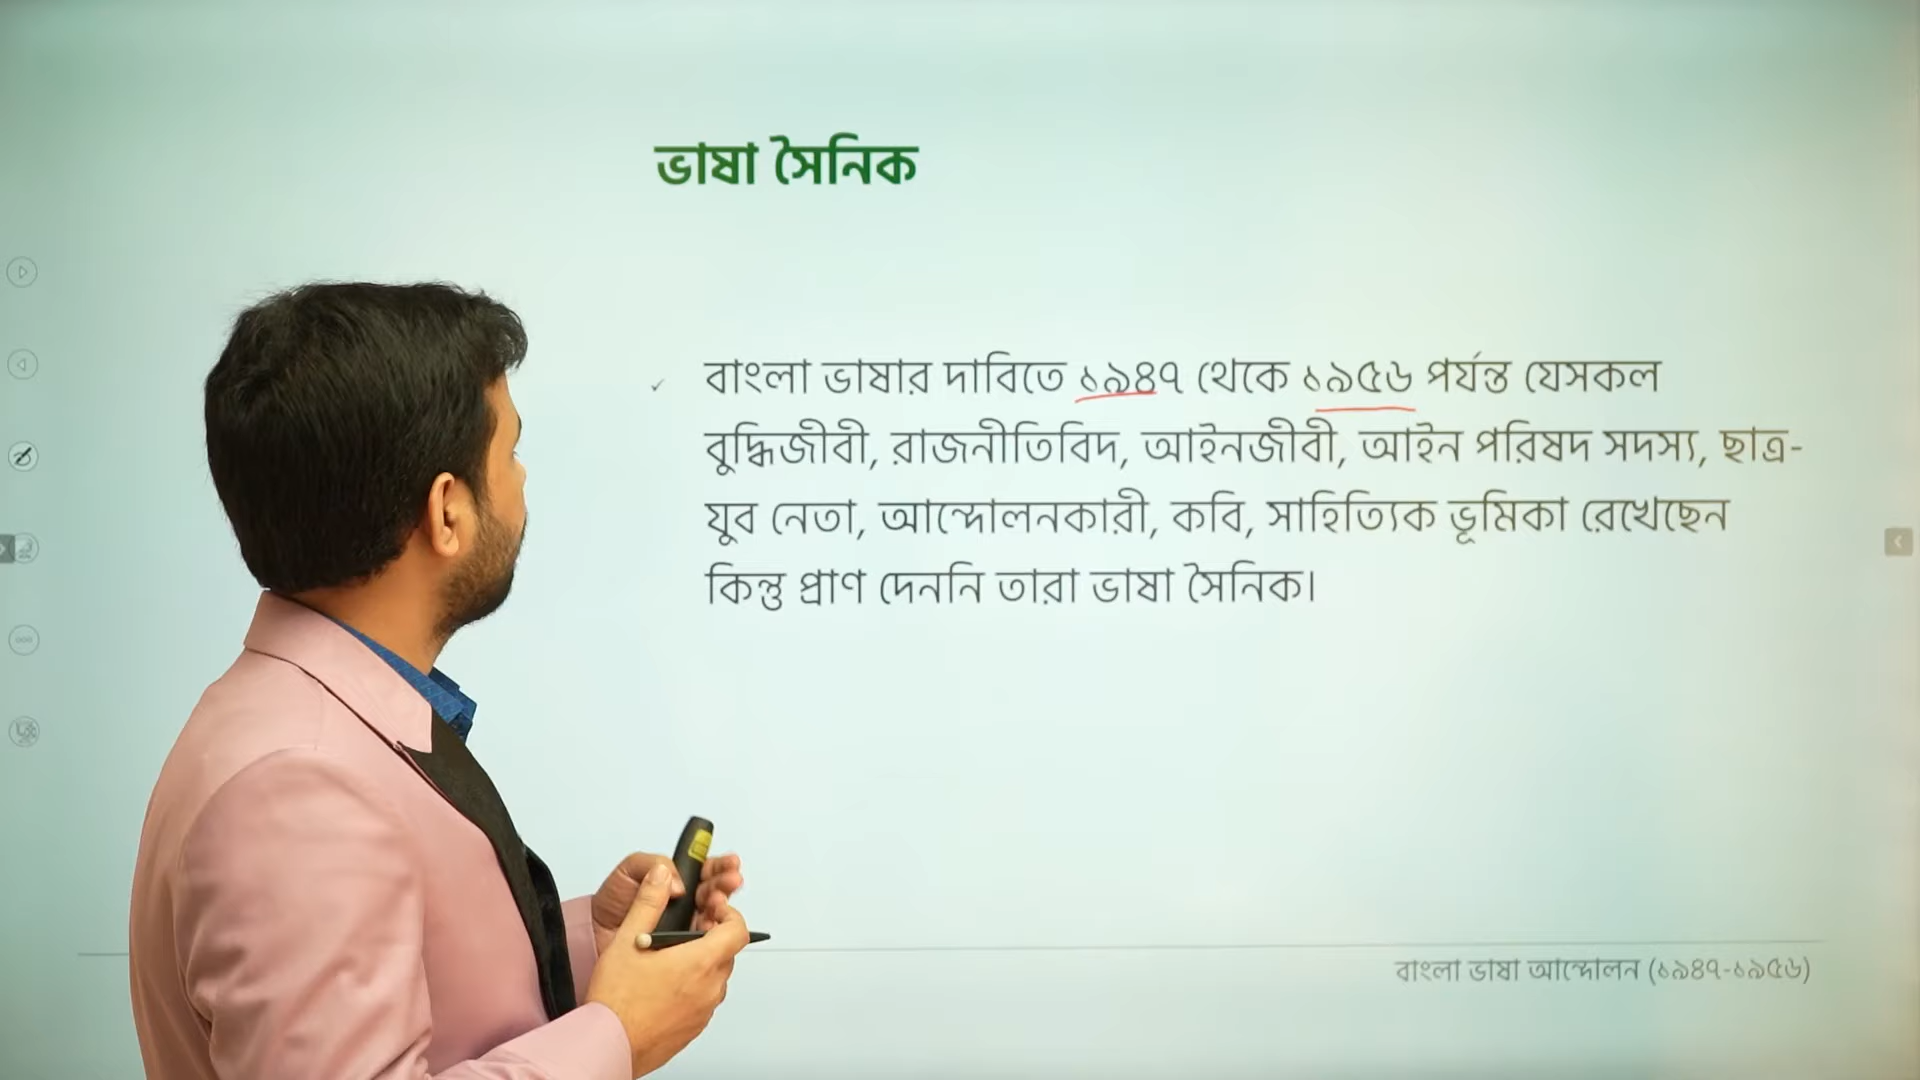 ভাষা সৈনিক
✓ বাংলা ভাষার দাবিতে ১৯৪৭ থেকে ১৯৫৬ পর্যন্ত যেসকল
বুদ্ধিজীবী, রাজনীতিবিদ, আইনজীবী, আইন পরিষদ সদস্য, ছাত্র-
যুব নেতা, আন্দোলনকারী, কবি, সাহিত্যিক ভূমিকা রেখেছেন
কিন্তু প্রাণ দেননি তারা ভাষা সৈনিক।
বাংলা ভাষা আন্দোলন (১৯৪৭-১৯৫৬)